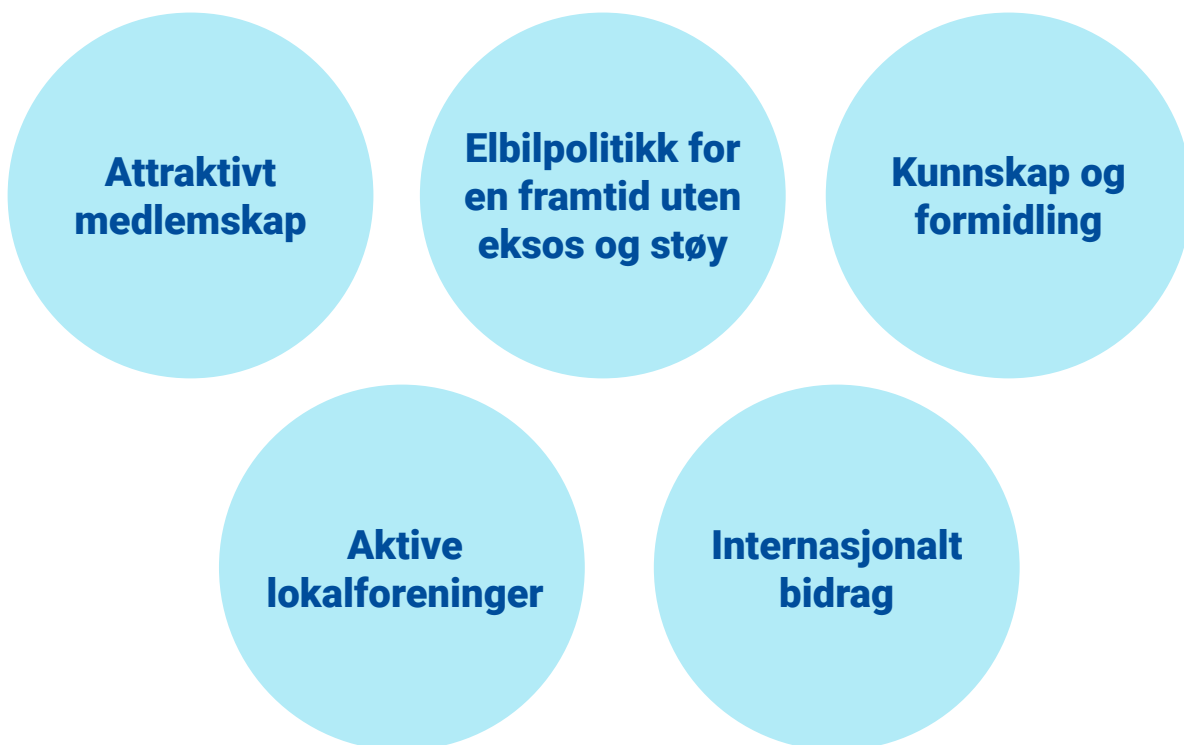 Attraktivt
medlemskap
Elbilpolitikk for
en framtid uten
eksos og støy
Kunnskap og
formidling
Aktive
lokalforeninger
Internasjonalt
bidrag